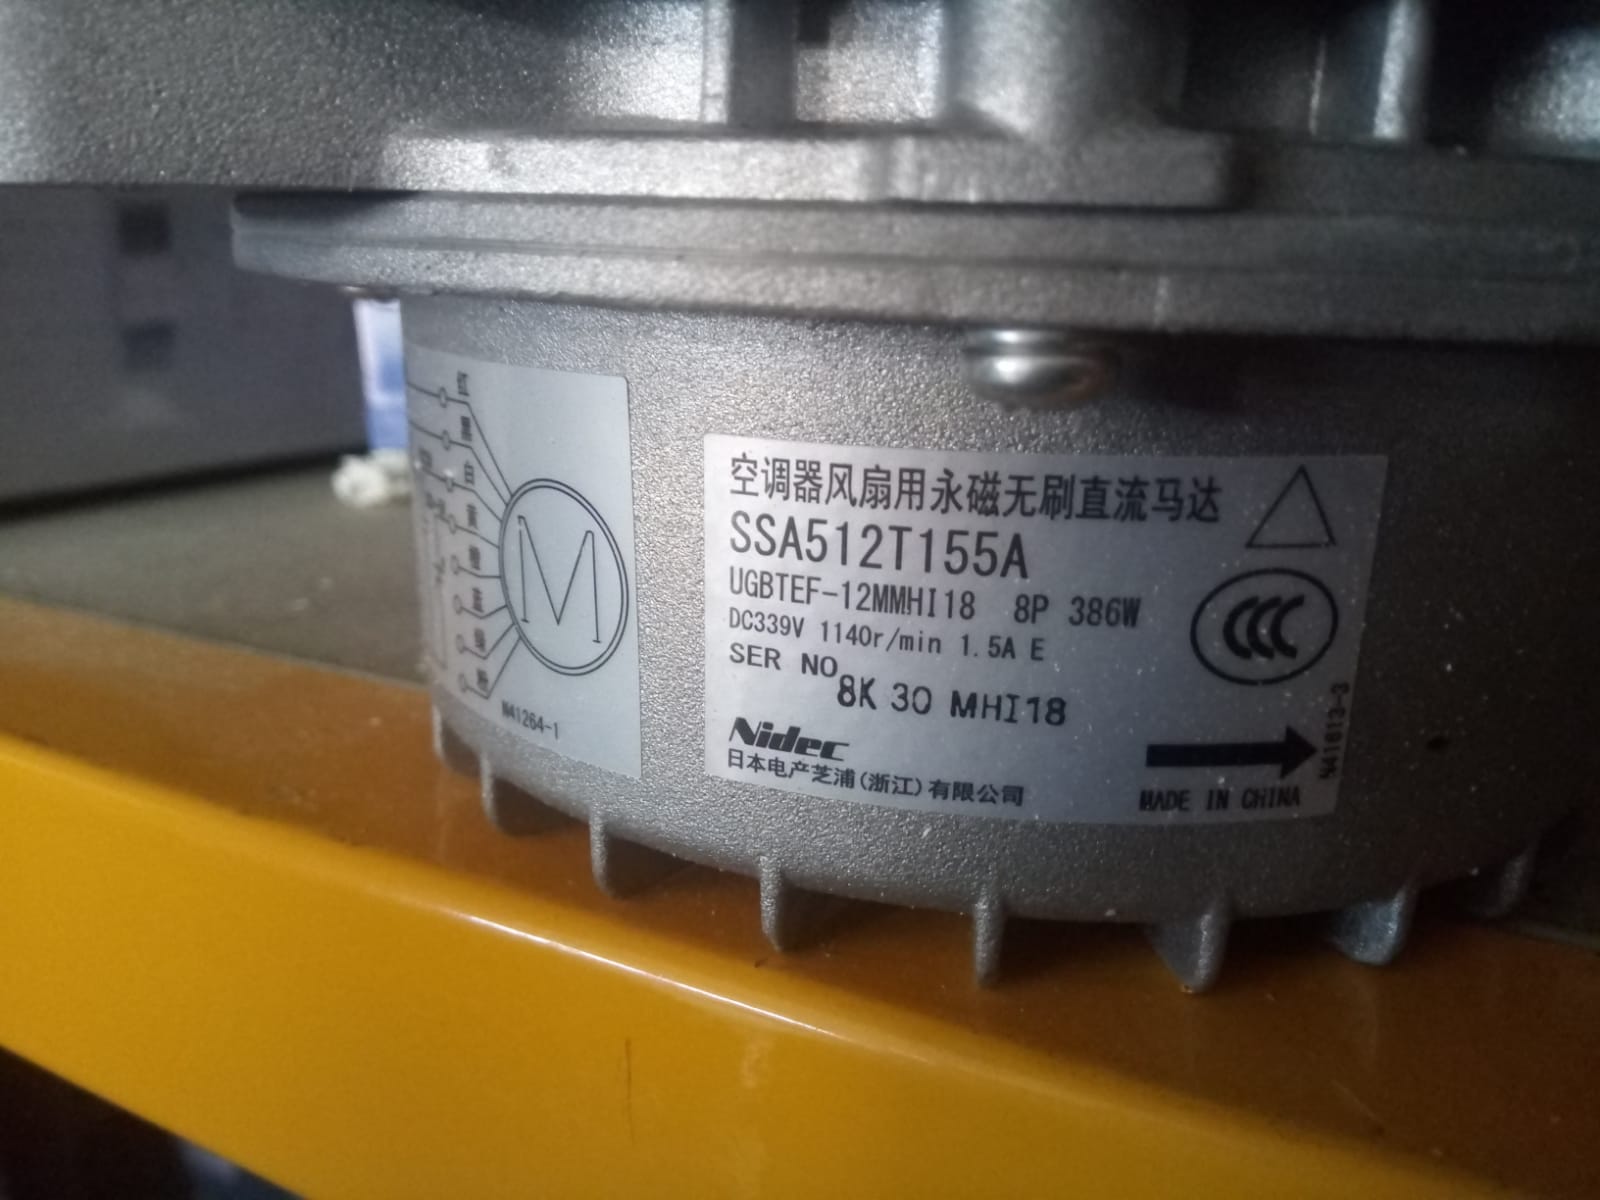 红
黑
白
黄
橙
蓝
绿
粉
M
N41264-1
空调器风扇用永磁无刷直流马达
SSA512T155A
UGBTEF-12MMHI18 8P 386W
DC339V 1140r/min 1.5A E
SER NO
8K 30 MHI18
Nidec
日本电产芝浦(浙江)有限公司
CCC
MADE IN CHINA